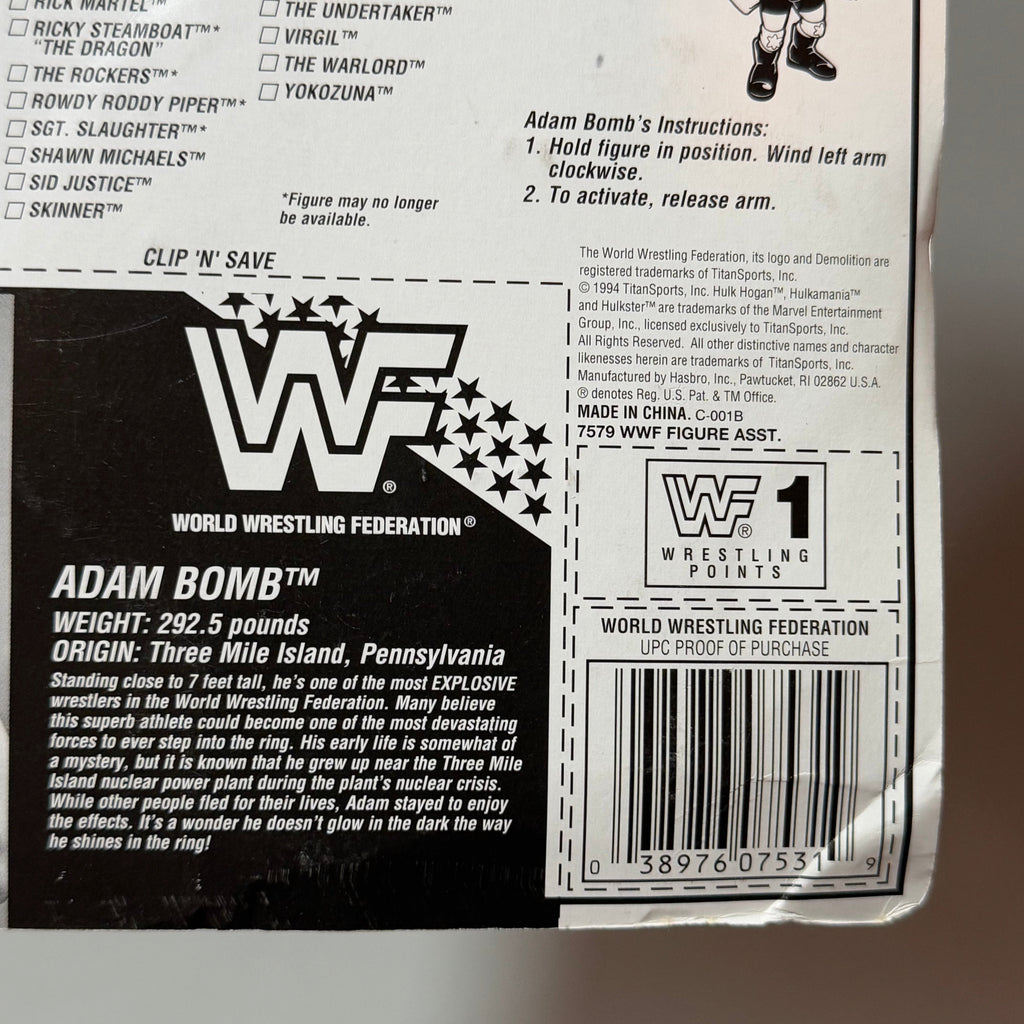 RICK MARTEL™
RICKY STEAMBOAT™*
"THE DRAGON"
THE ROCKERS™*
ROWDY RODDY PIPER™*
SGT. SLAUGHTER™*
SHAWN MICHAELS™
SID JUSTICE™
SKINNER™
THE UNDERTAKER™
VIRGIL™
THE WARLORD™
YOKOZUNA™
*Figure may no longer
be available.
CLIP 'N' SAVE
Adam Bomb's Instructions:
1. Hold figure in position. Wind left arm
clockwise.
2. To activate, release arm.
The World Wrestling Federation, its logo and Demolition are
registered trademarks of TitanSports, Inc.
© 1994 TitanSports, Inc. Hulk Hogan™, Hulkamania™
and Hulkster™ are trademarks of the Marvel Entertainment
Group, Inc., licensed exclusively to TitanSports, Inc.
All Rights Reserved. All other distinctive names and character
likenesses herein are trademarks of TitanSports, Inc.
Manufactured by Hasbro, Inc., Pawtucket, RI 02862 U.S.A.
® denotes Reg. U.S. Pat. & TM Office.
MADE IN CHINA. C-001B
7579 WWF FIGURE ASST.
WWF®
WORLD WRESTLING FEDERATION®
ADAM BOMB™
WEIGHT: 292.5 pounds
ORIGIN: Three Mile Island, Pennsylvania
Standing close to 7 feet tall, he's one of the most EXPLOSIVE
wrestlers in the World Wrestling Federation. Many believe
this superb athlete could become one of the most devastating
forces to ever step into the ring. His early life is somewhat of
a mystery, but it is known that he grew up near the Three Mile
Island nuclear power plant during the plant's nuclear crisis.
While other people fled for their lives, Adam stayed to enjoy
the effects. It's a wonder he doesn't glow in the dark the way
he shines in the ring!
WWF® 1
WRESTLING
POINTS
WORLD WRESTLING FEDERATION
UPC PROOF OF PURCHASE
0 38976 07531 9